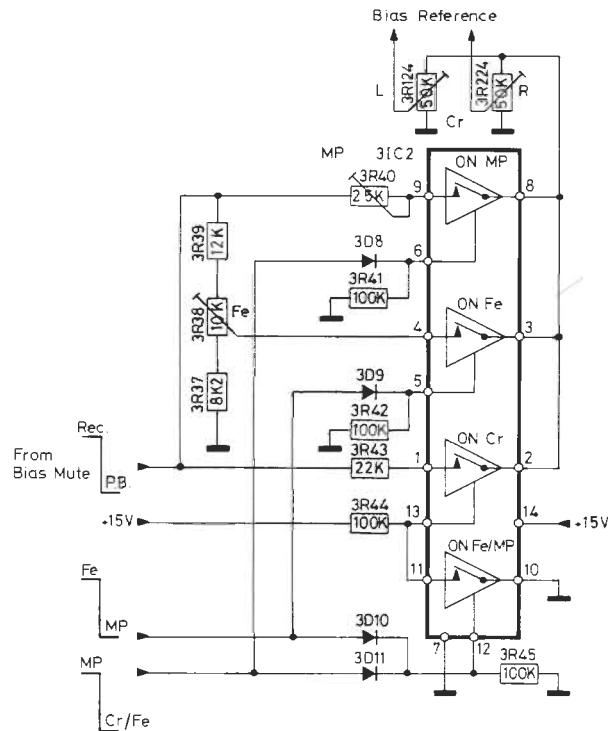 Bias Reference
L
3R124
50K
3R224
50K
R
Cr
MP
3IC2
ON MP
3R40
25K
9
8
3R39
12K
3D8
6
3R41
100K
3R38
10K
Fe
ON Fe
4
3
3R37
8K2
3D9
5
3R42
100K
Rec.
From
Bias Mute
P.B.
3R43
22K
ON Cr
1
2
+15V
3R44
100K
13
14
+15V
ON Fe/MP
11
10
Fe
MP
3D10
7
12
MP
3D11
3R45
100K
Cr/Fe